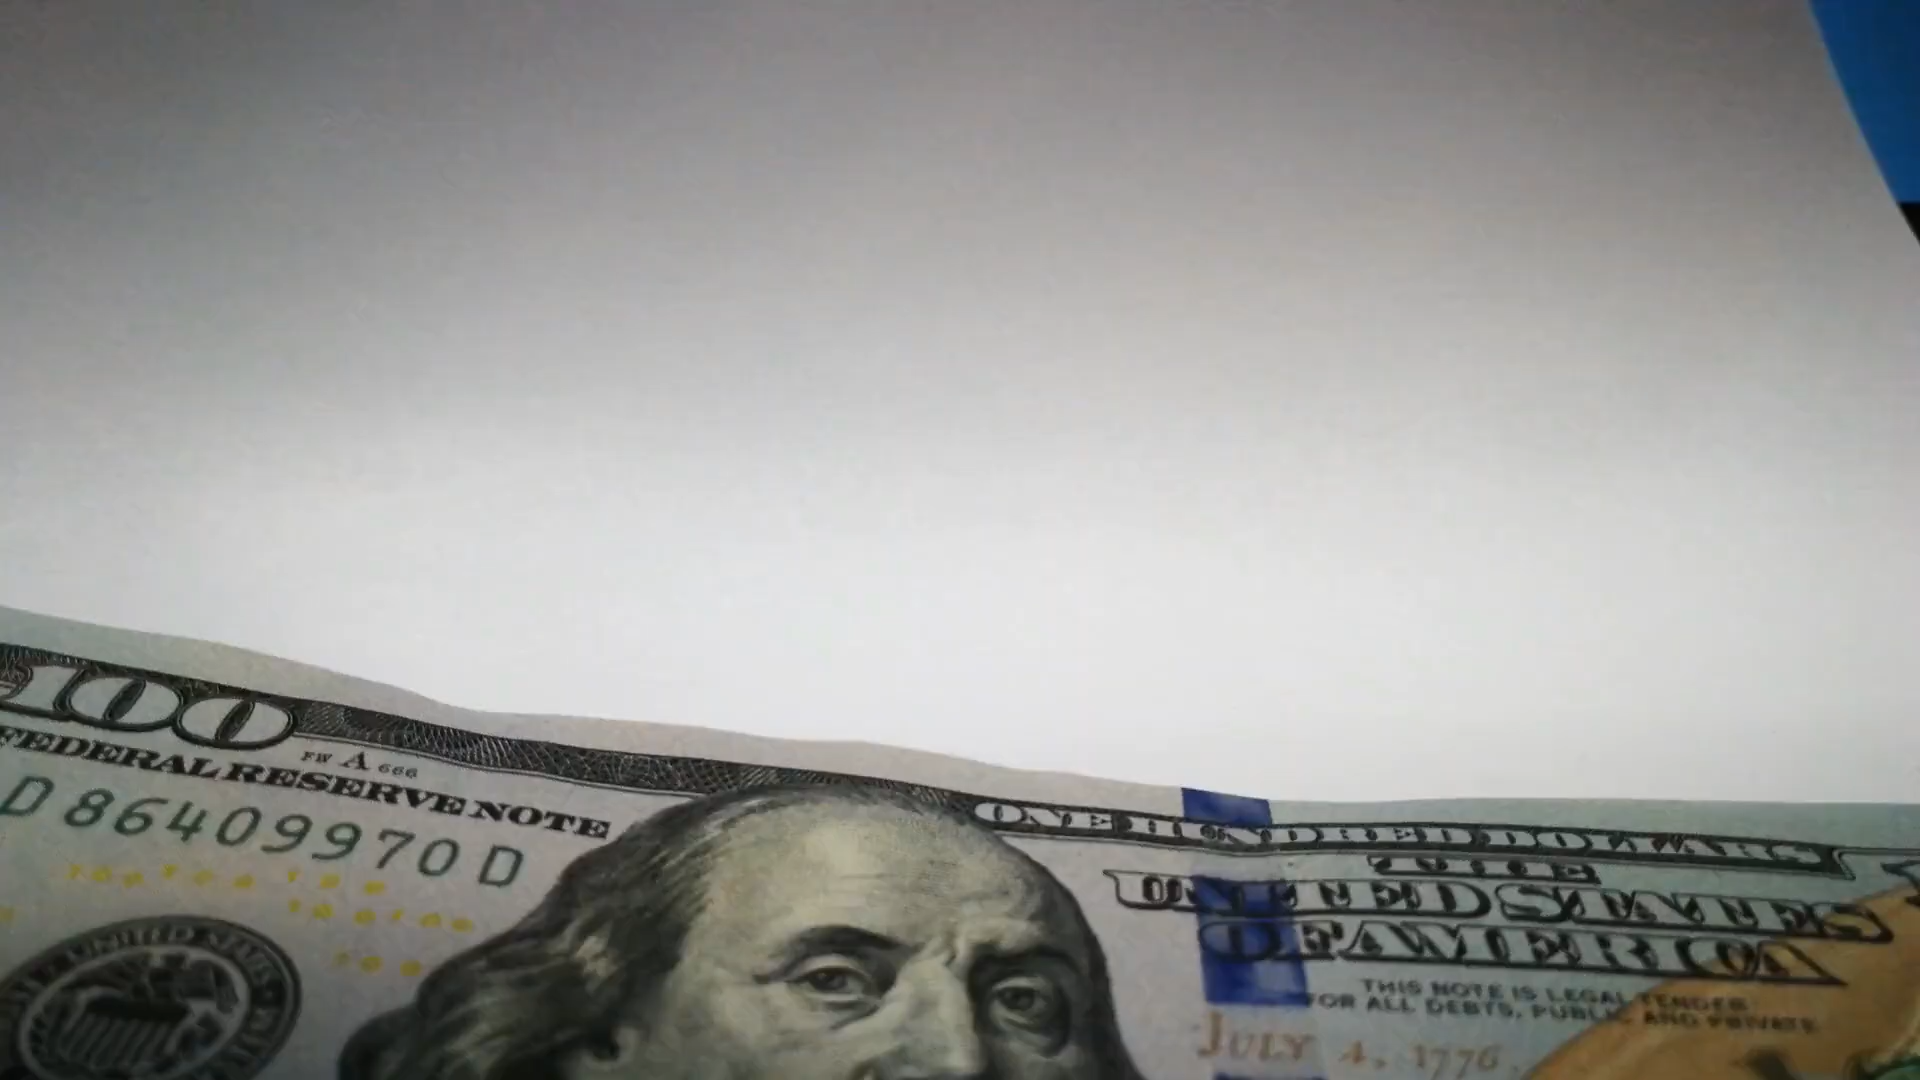 100
FEDERAL RESERVE NOTE
FW A 666
D 86409970 D
ONE HUNDRED DOLLARS
THE
UNITED STATES
OF AMERICA
THIS NOTE IS LEGAL TENDER
FOR ALL DEBTS, PUBLIC AND PRIVATE
JULY 4, 1776